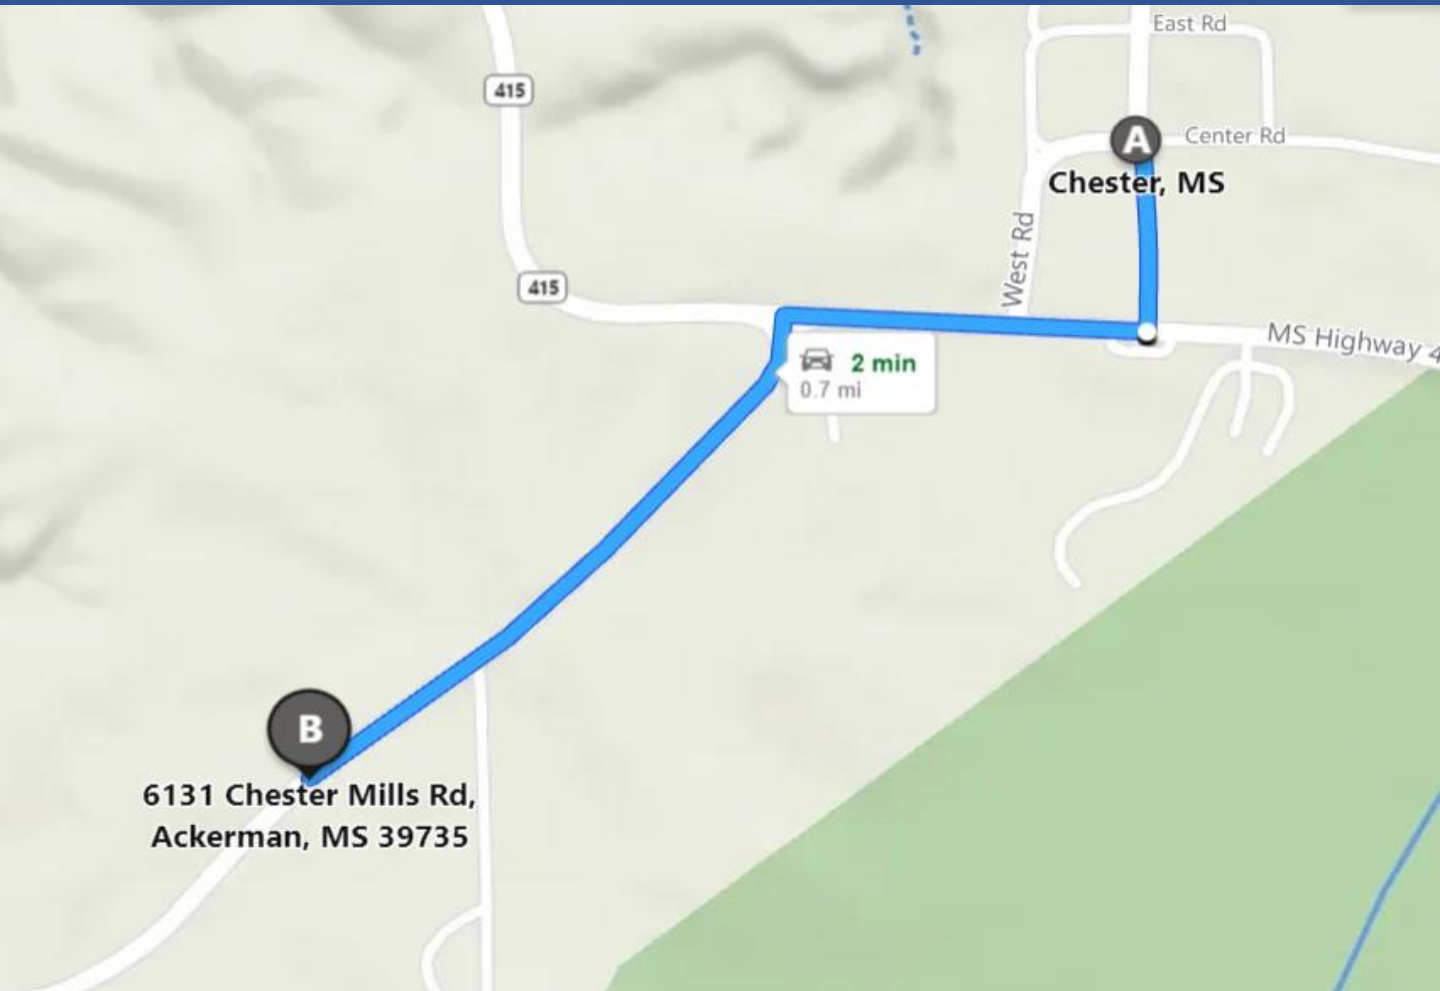 East Rd
415
A
Center Rd
Chester, MS
West Rd
415
MS Highway 4
2 min
0.7 mi
B
6131 Chester Mills Rd,
Ackerman, MS 39735